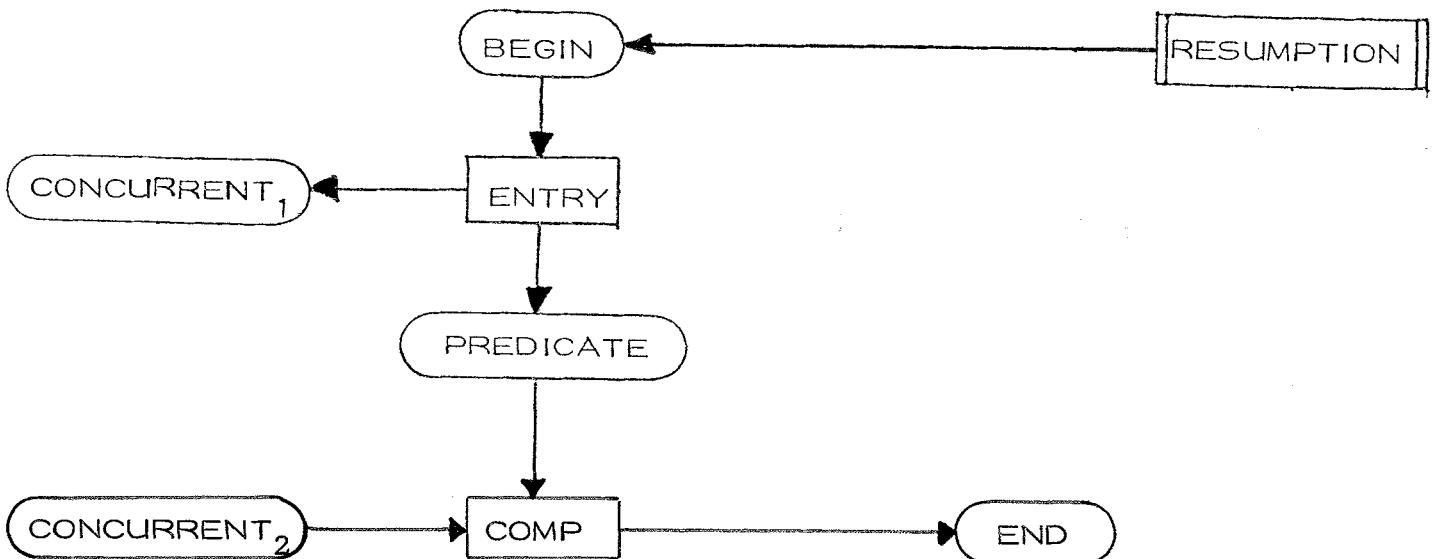 BEGIN
RESUMPTION
CONCURRENT₁
ENTRY
PREDICATE
CONCURRENT₂
COMP
END